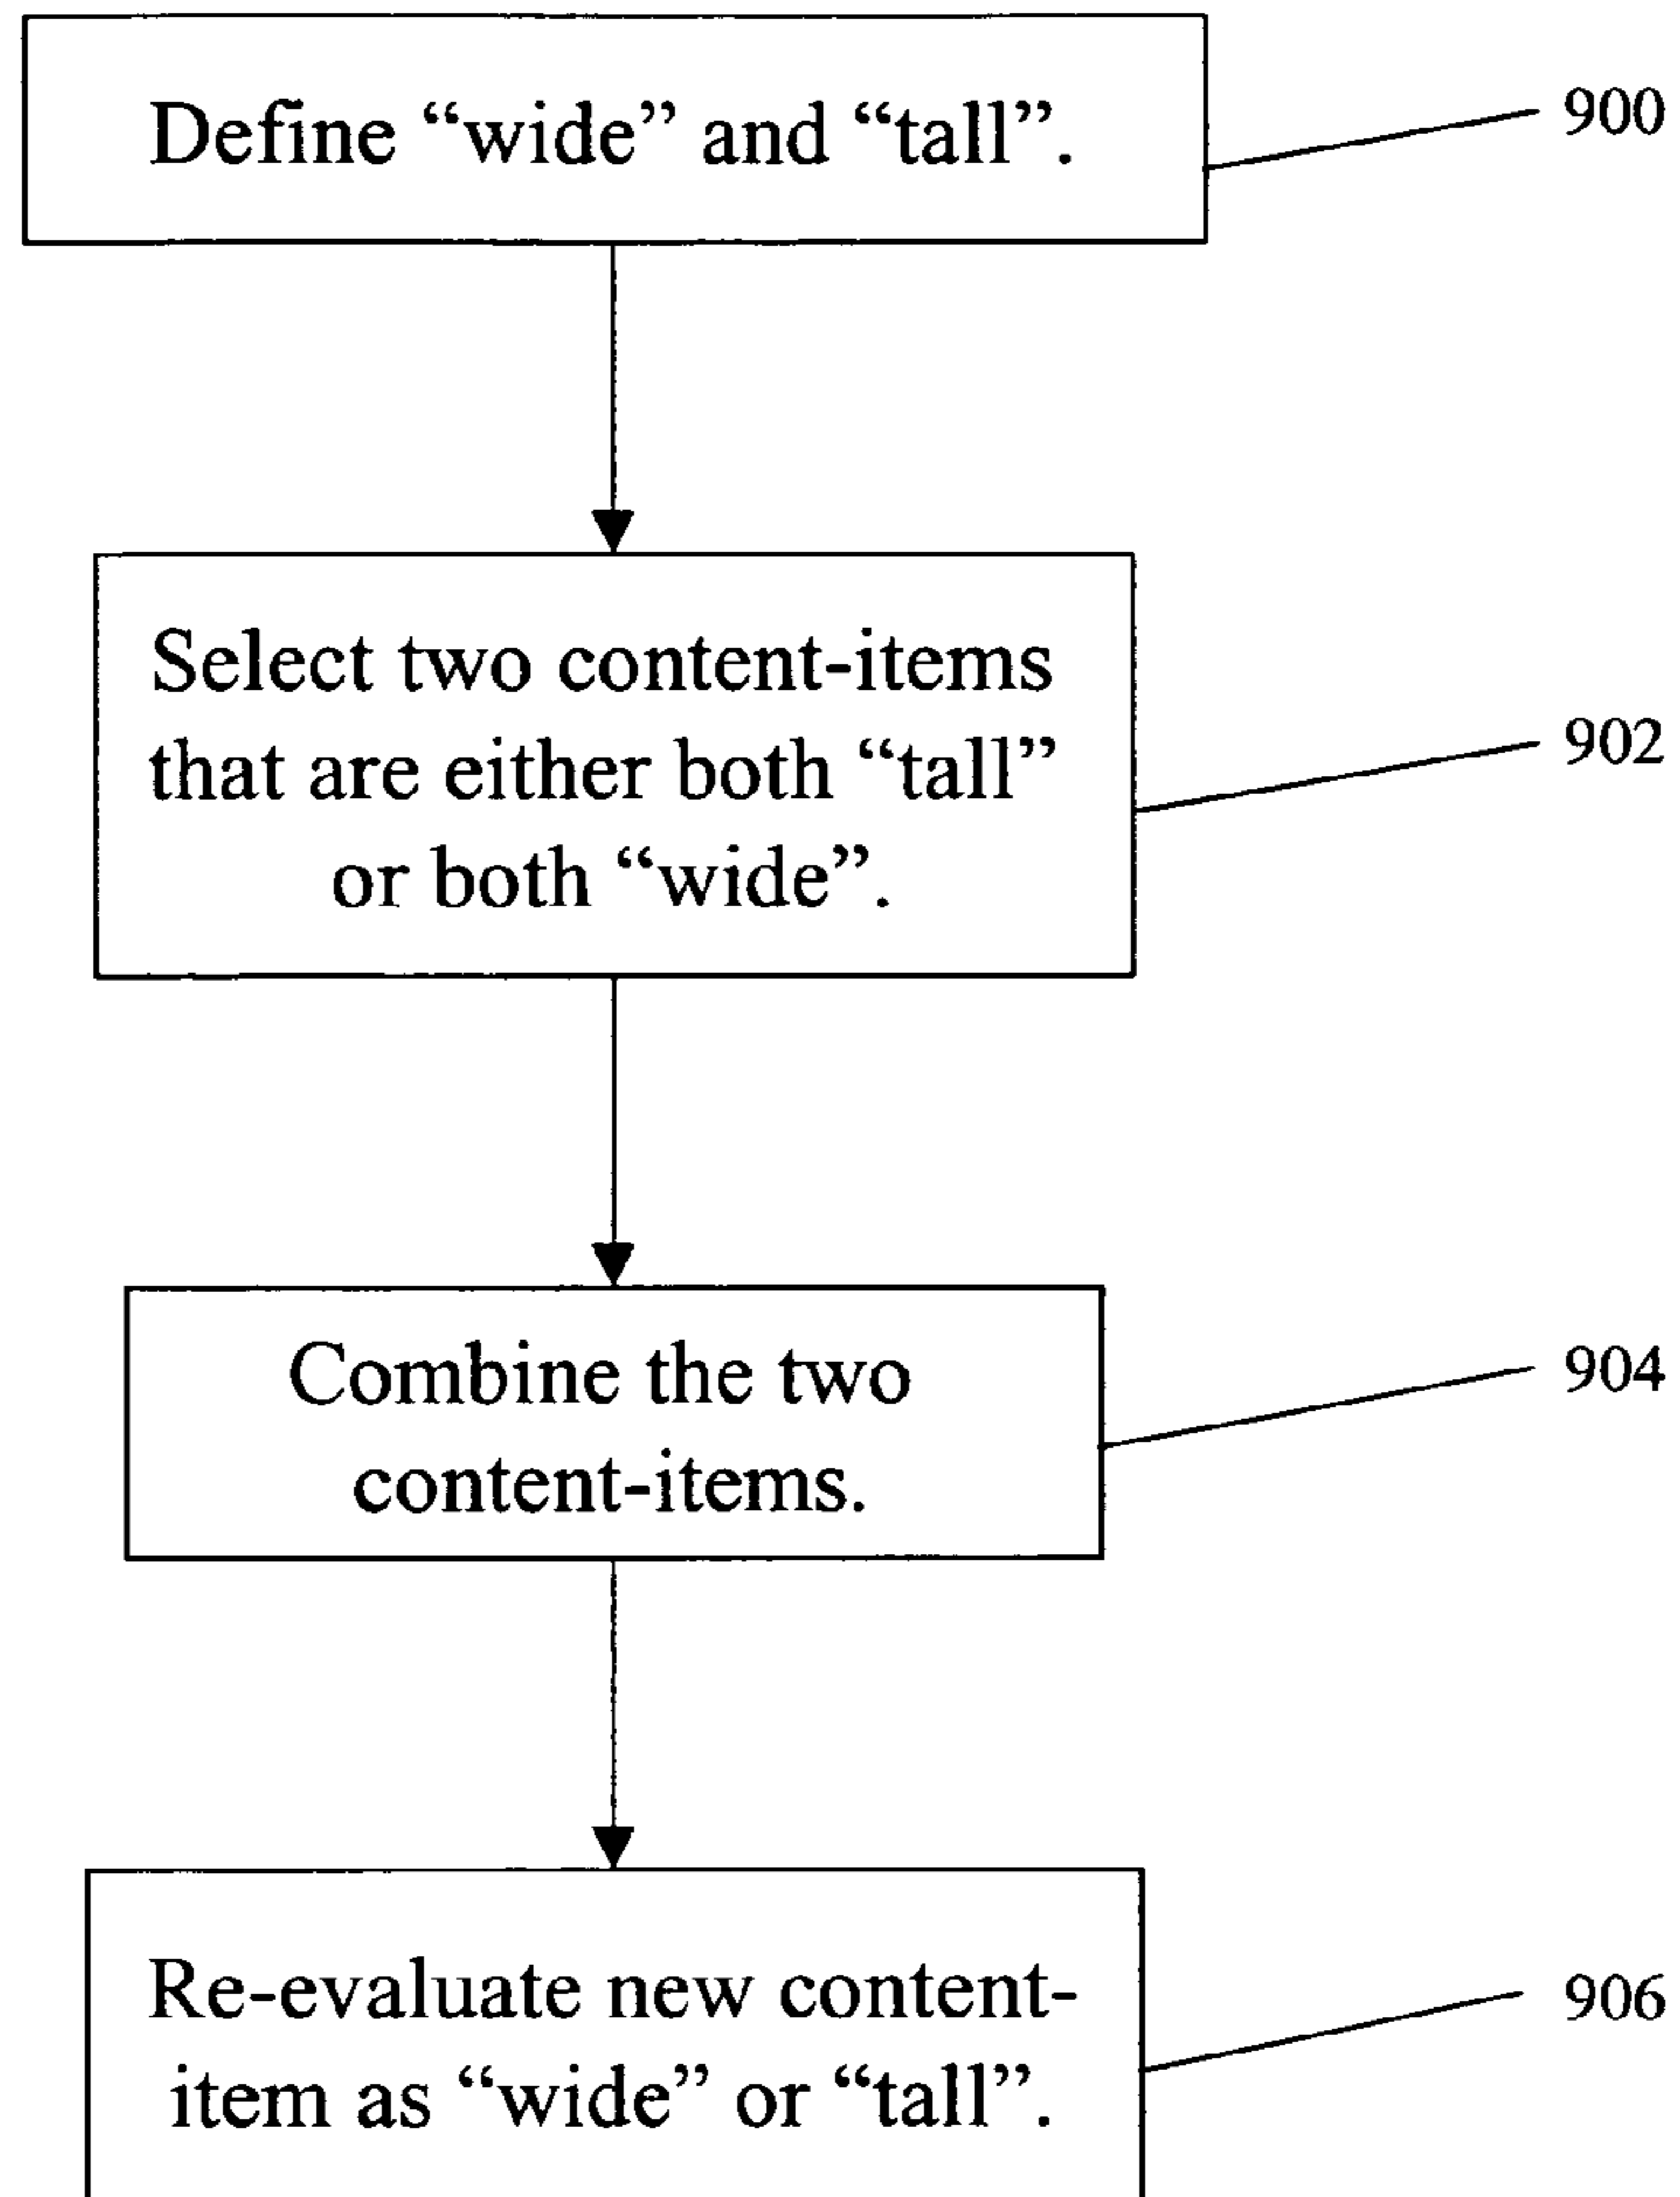 Define “wide” and “tall”.
900
Select two content-items
that are either both “tall”
or both “wide”.
902
Combine the two
content-items.
904
Re-evaluate new content-
item as “wide” or “tall”.
906